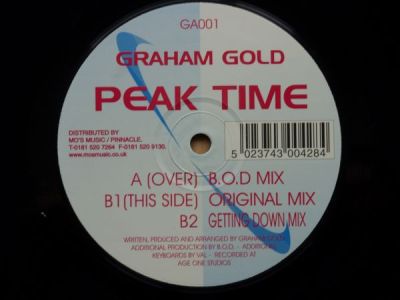 GA001
GRAHAM GOLD
PEAK TIME
DISTRIBUTED BY
MO'S MUSIC / PINNACLE.
T-0181 520 7264 F-0181 520 9130.
www.mosmusic.co.uk
5 023743 004284
A (OVER) B.O.D MIX
B1 (THIS SIDE) ORIGINAL MIX
B2 GETTING DOWN MIX
WRITTEN, PRODUCED AND ARRANGED BY GRAHAM GOLD.
ADDITIONAL PRODUCTION BY B.O.D. - ADDITIONAL
KEYBOARDS BY VAL - RECORDED AT
AGE ONE STUDIOS